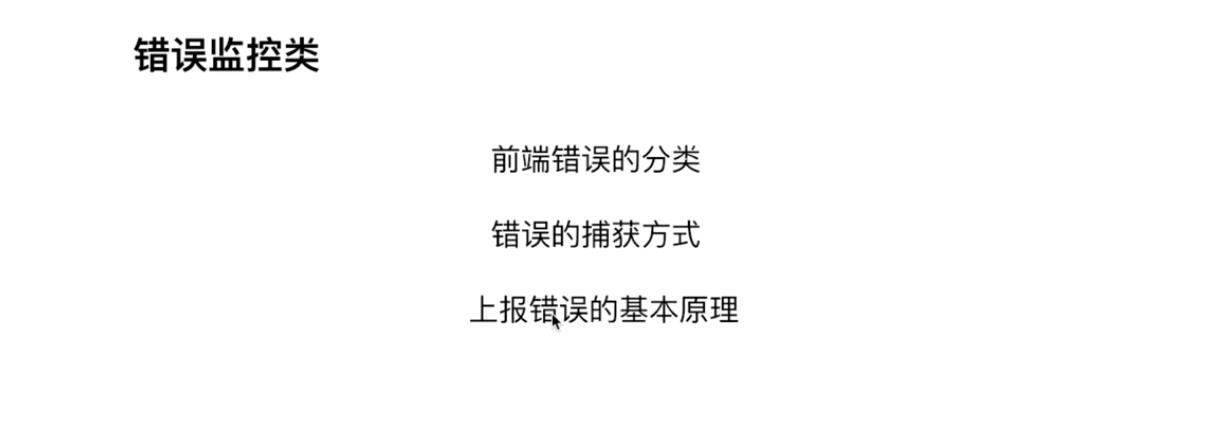 错误监控类
前端错误的分类
错误的捕获方式
上报错误的基本原理